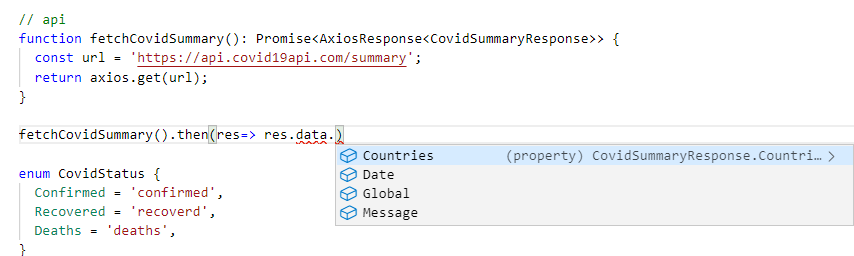 // api
function fetchCovidSummary(): Promise<AxiosResponse<CovidSummaryResponse>> {
  const url = 'https://api.covid19api.com/summary';
  return axios.get(url);
}
fetchCovidSummary().then(res=> res.data.)
Countries (property) CovidSummaryResponse.Countri… >
Date
Global
Message
enum CovidStatus {
  Confirmed = 'confirmed',
  Recovered = 'recoverd',
  Deaths = 'deaths',
}